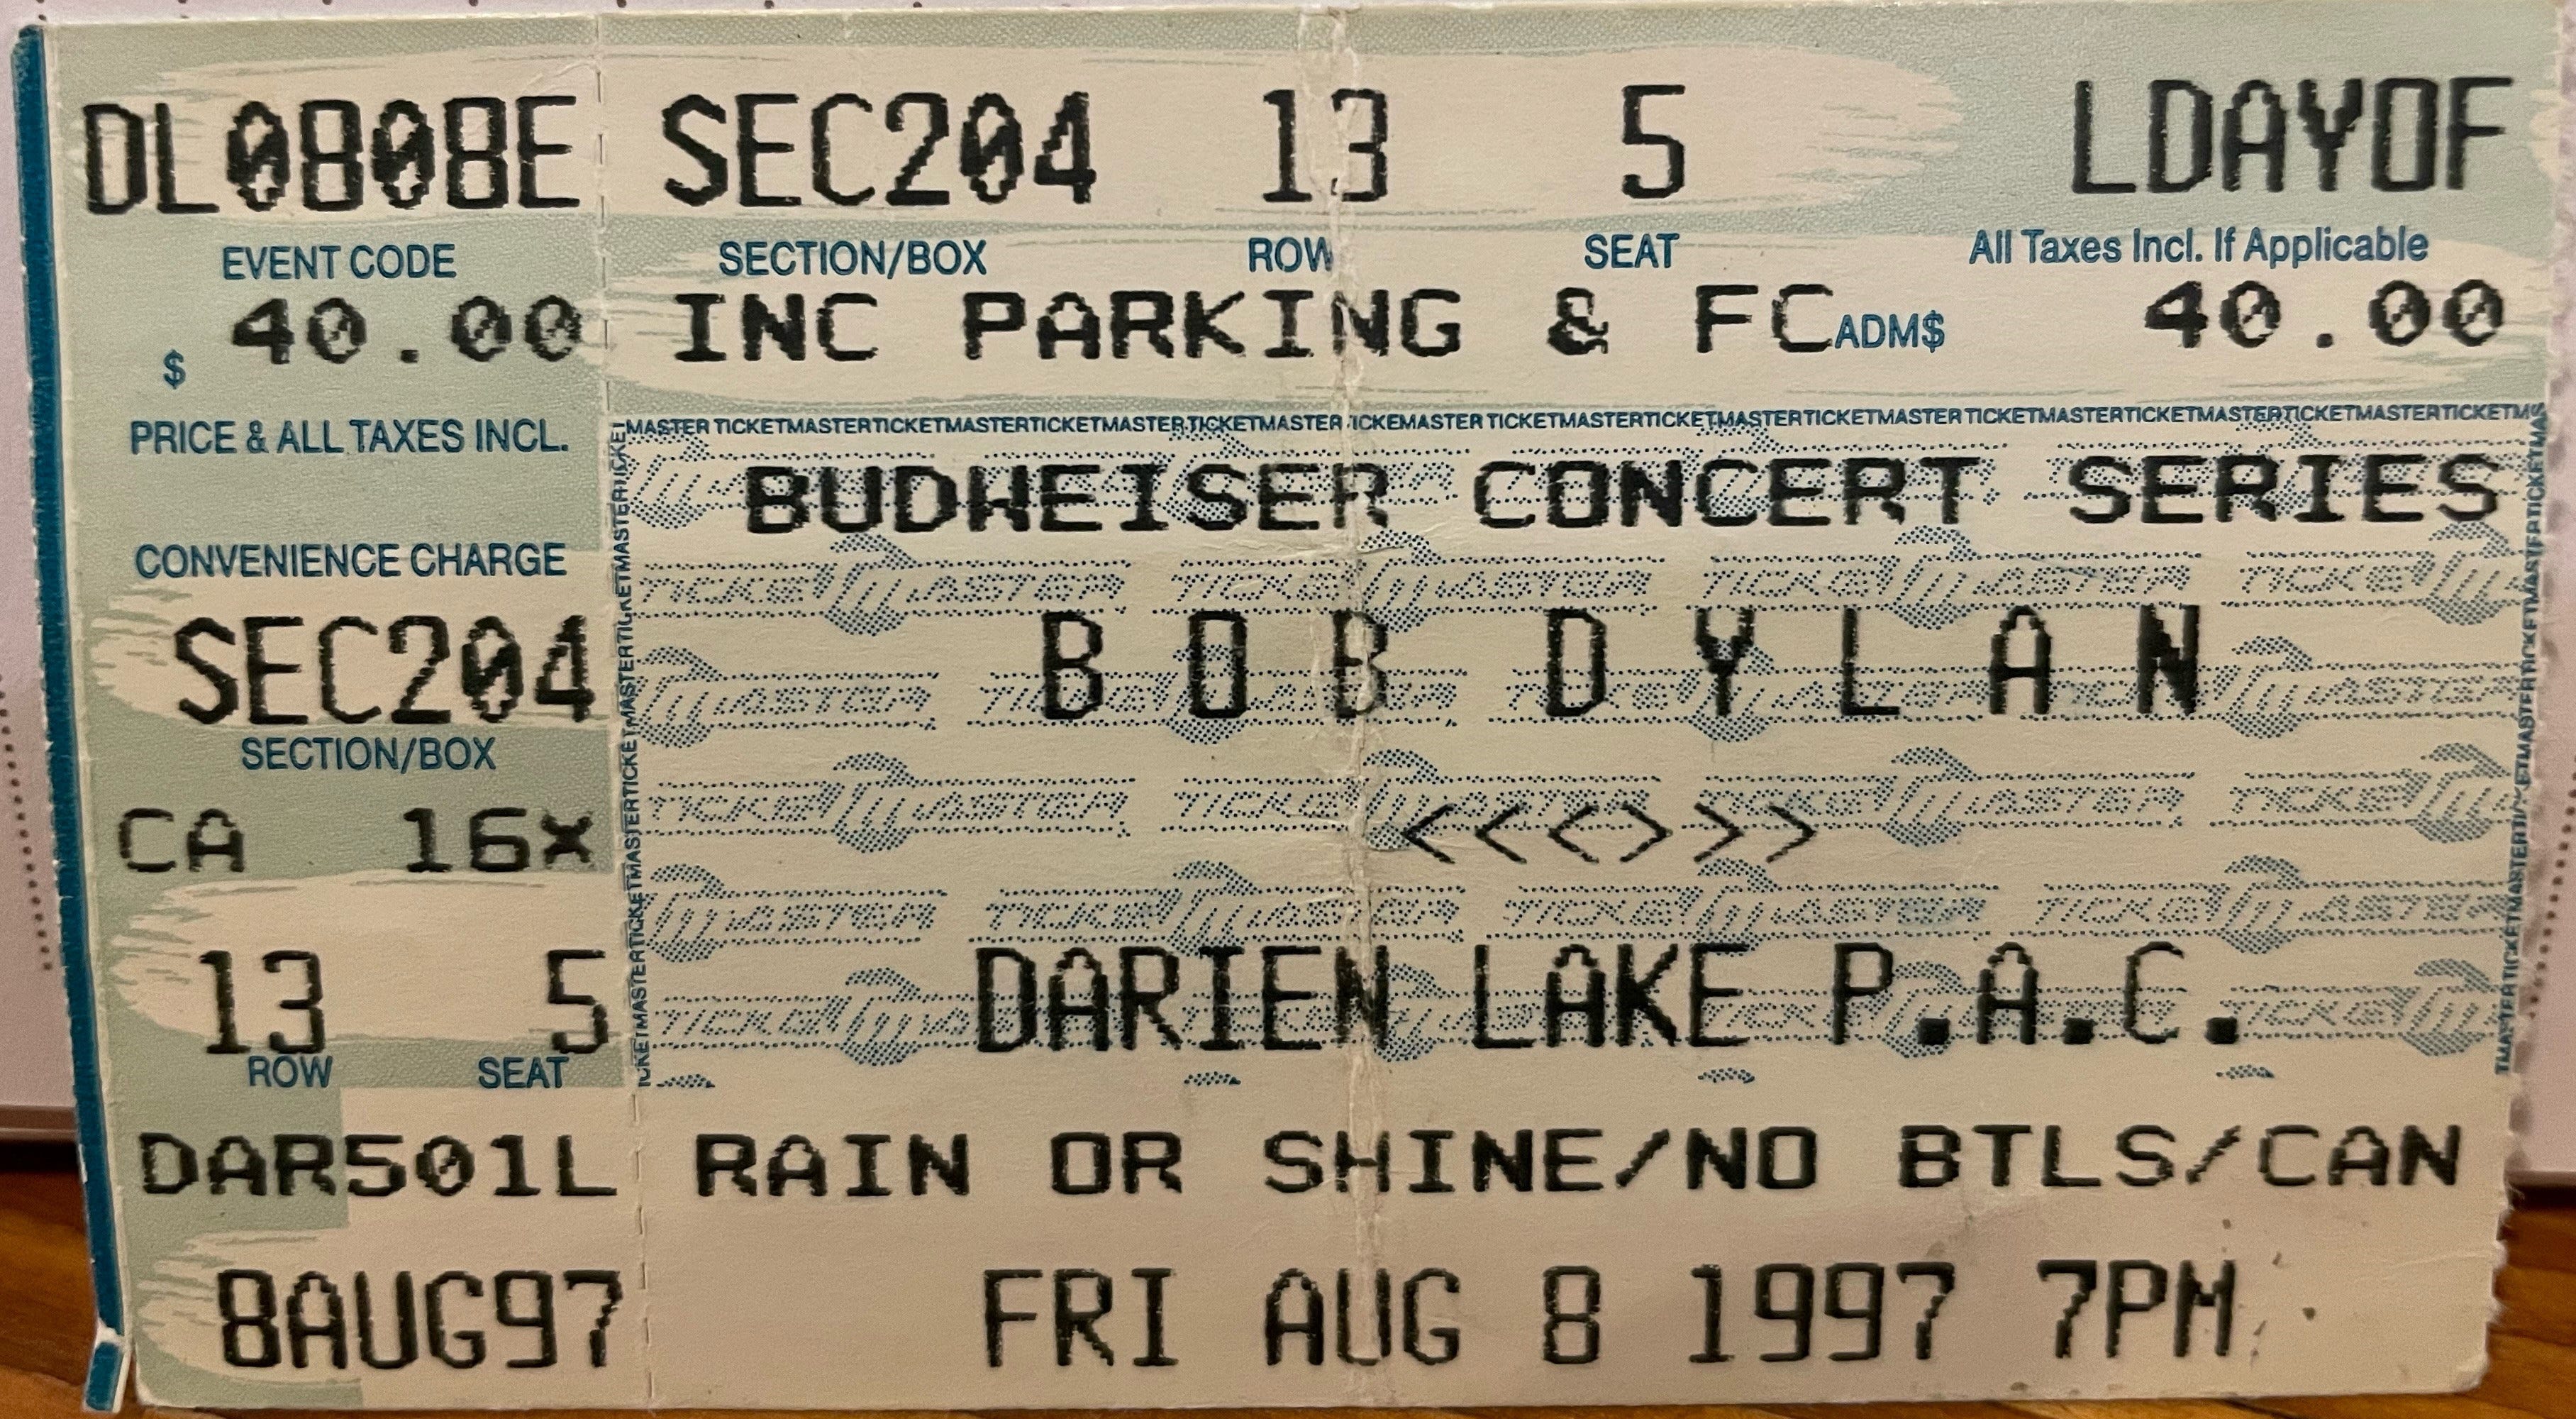 DL0808E SEC204 13 5 LDAYOF
EVENT CODE SECTION/BOX ROW SEAT All Taxes Incl. If Applicable
$ 40.00 INC PARKING & FC ADM$ 40.00
PRICE & ALL TAXES INCL.
MASTERTICKETMASTERTICKETMASTERTICKETMASTER TICKEMASTERTICKETMASTERTICKETMASTERTICKETMASTERTICKETMASTERTICKETMAS
BUDWEISER CONCERT SERIES
CONVENIENCE CHARGE
SEC204 BOB DYLAN
SECTION/BOX
CA 16X <<<>>>
13 5 DARIEN LAKE P.A.C.
ROW SEAT
DAR501L RAIN OR SHINE/NO BTLS/CAN
8AUG97 FRI AUG 8 1997 7PM